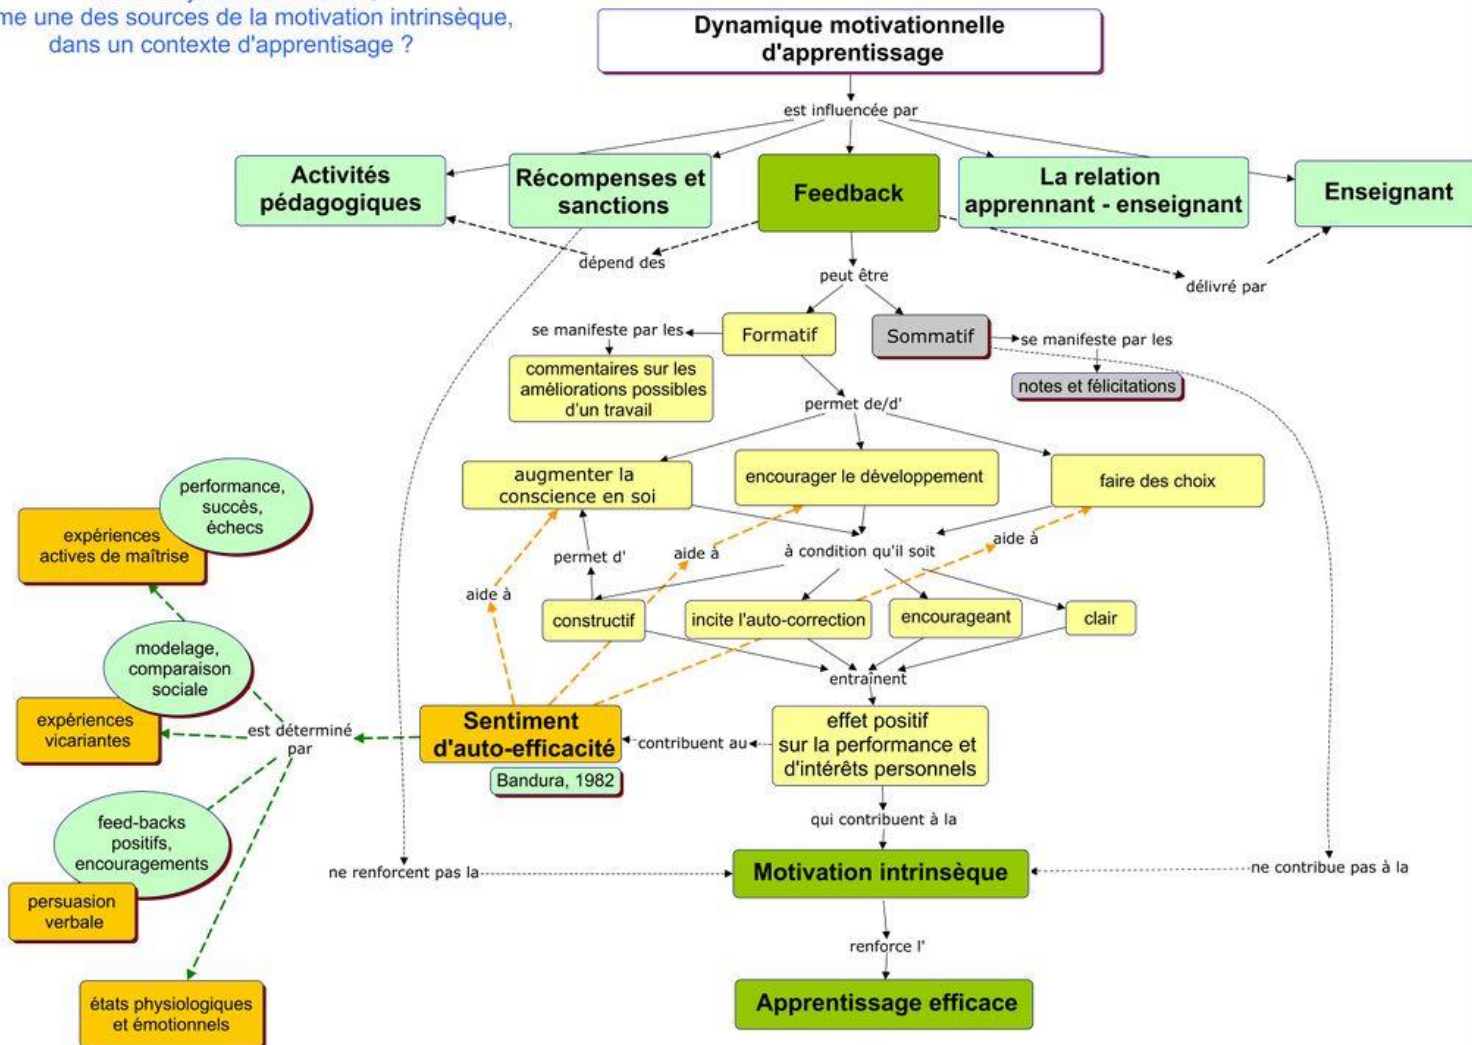 une des sources de la motivation intrinsèque,
dans un contexte d'apprentisage ?
Dynamique motivationnelle
d'apprentissage
est influencée par
Activités
pédagogiques
Récompenses et
sanctions
Feedback
La relation
apprennant - enseignant
Enseignant
dépend des
peut être
délivré par
se manifeste par les
Formatif
Sommatif
se manifeste par les
commentaires sur les
améliorations possibles
d'un travail
notes et félicitations
permet de/d'
augmenter la
conscience en soi
encourager le développement
faire des choix
performance,
succès,
échecs
expériences
actives de maîtrise
permet d'
aide à
à condition qu'il soit
aide à
aide à
constructif
incite l'auto-correction
encourageant
clair
modelage,
comparaison
sociale
entraînent
expériences
vicariantes
est déterminé
par
Sentiment
d'auto-efficacité
Bandura, 1982
contribuent au
effet positif
sur la performance et
d'intérêts personnels
feed-backs
positifs,
encouragements
persuasion
verbale
qui contribuent à la
ne renforcent pas la
Motivation intrinsèque
ne contribue pas à la
renforce l'
états physiologiques
et émotionnels
Apprentissage efficace